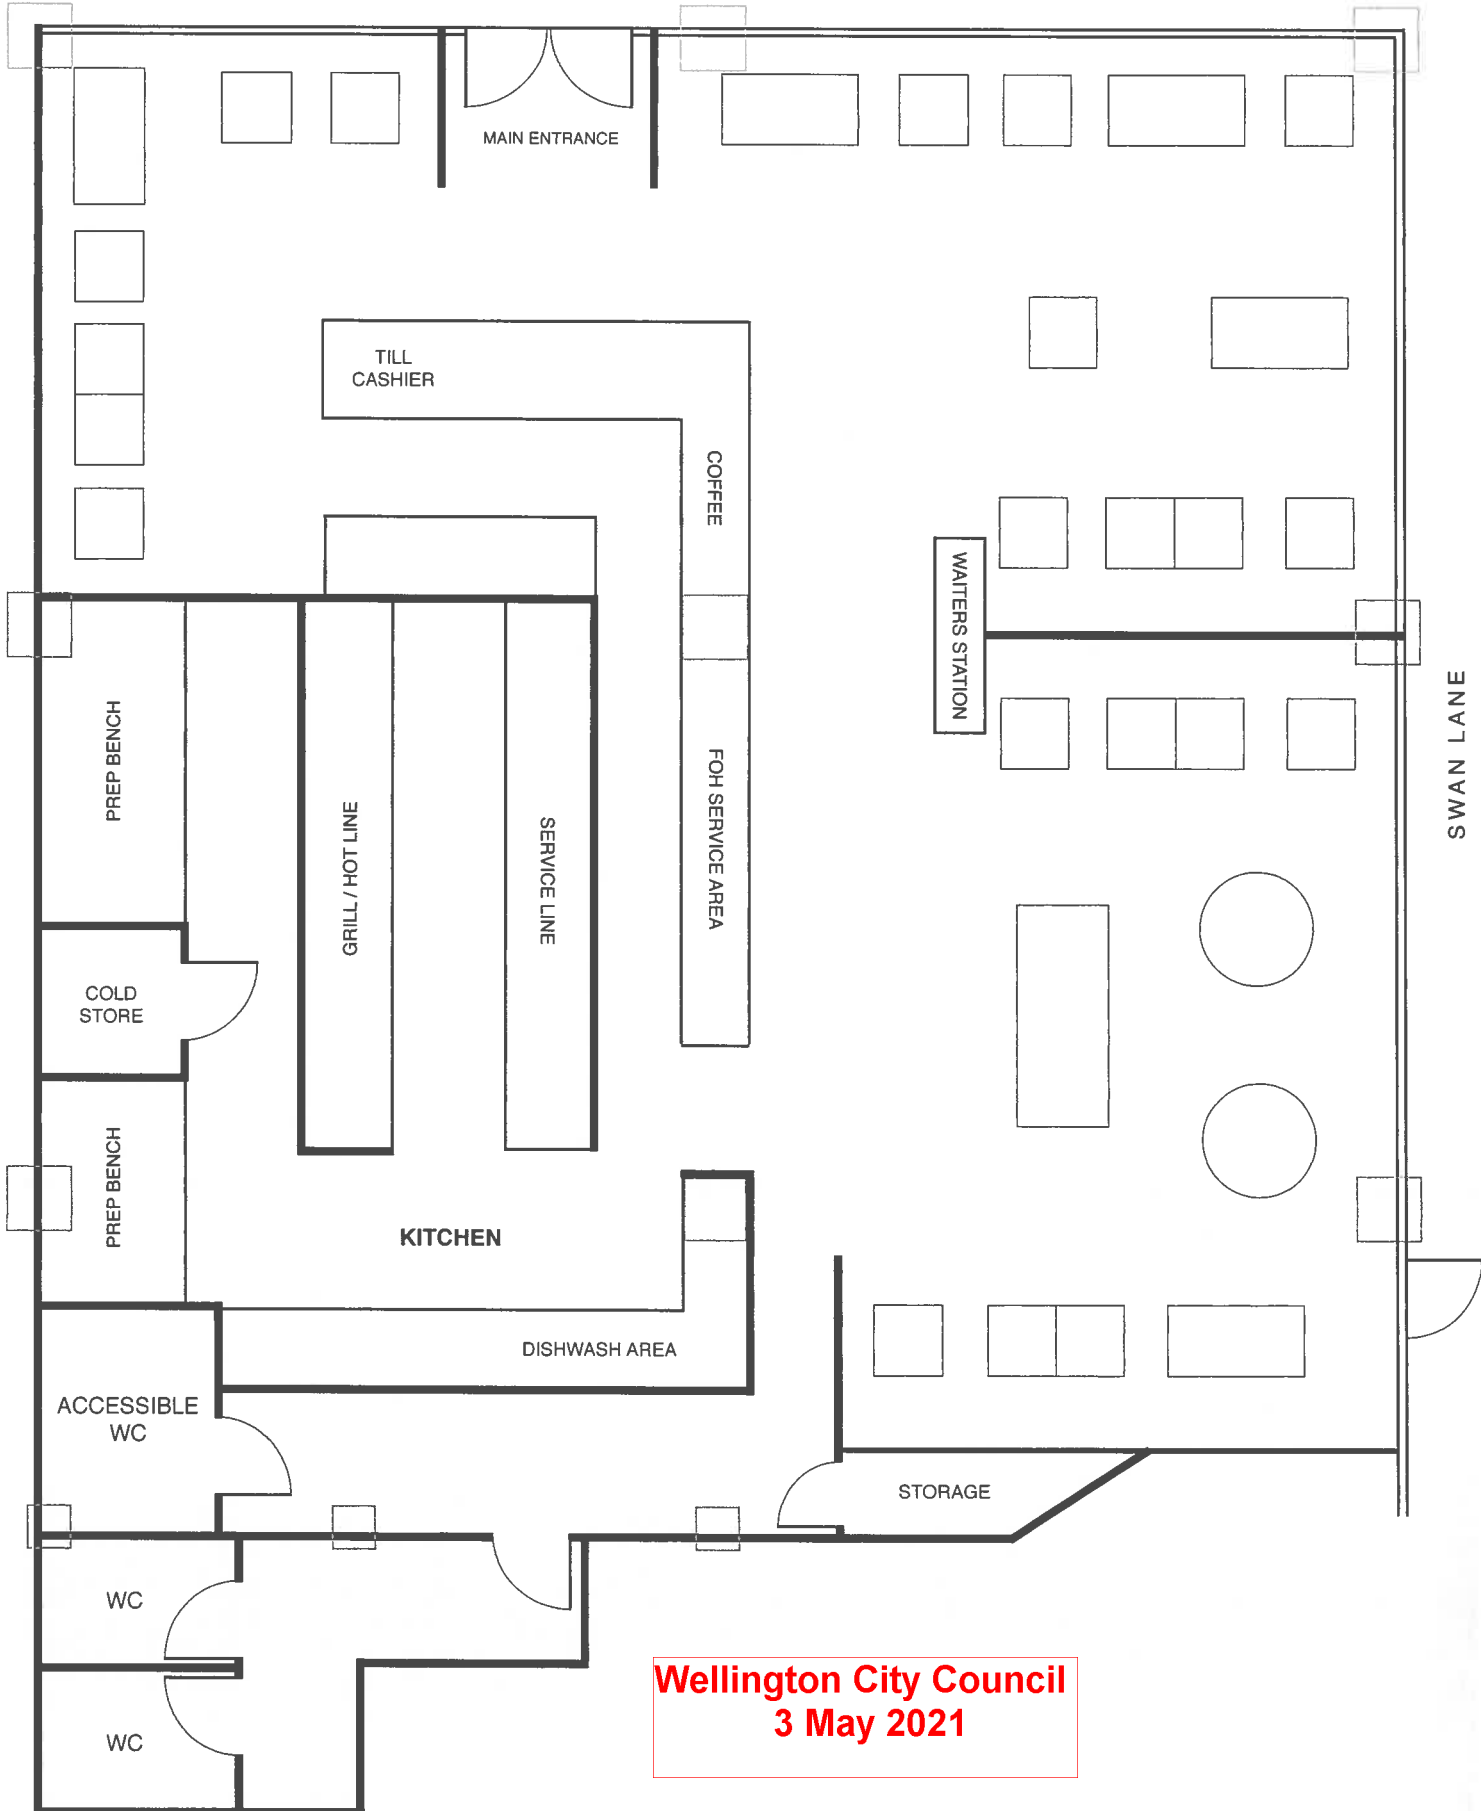 MAIN ENTRANCE
TILL
CASHIER
COFFEE
WAITERS STATION
SWAN LANE
PREP BENCH
GRILL / HOT LINE
SERVICE LINE
FOH SERVICE AREA
COLD
STORE
PREP BENCH
KITCHEN
DISHWASH AREA
ACCESSIBLE
WC
STORAGE
WC
WC
Wellington City Council
3 May 2021